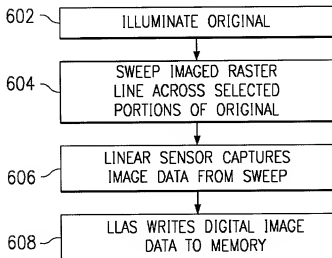 602
ILLUMINATE ORIGINAL
604
SWEEP IMAGED RASTER
LINE ACROSS SELECTED
PORTIONS OF ORIGINAL
606
LINEAR SENSOR CAPTURES
IMAGE DATA FROM SWEEP
608
LLAS WRITES DIGITAL IMAGE
DATA TO MEMORY